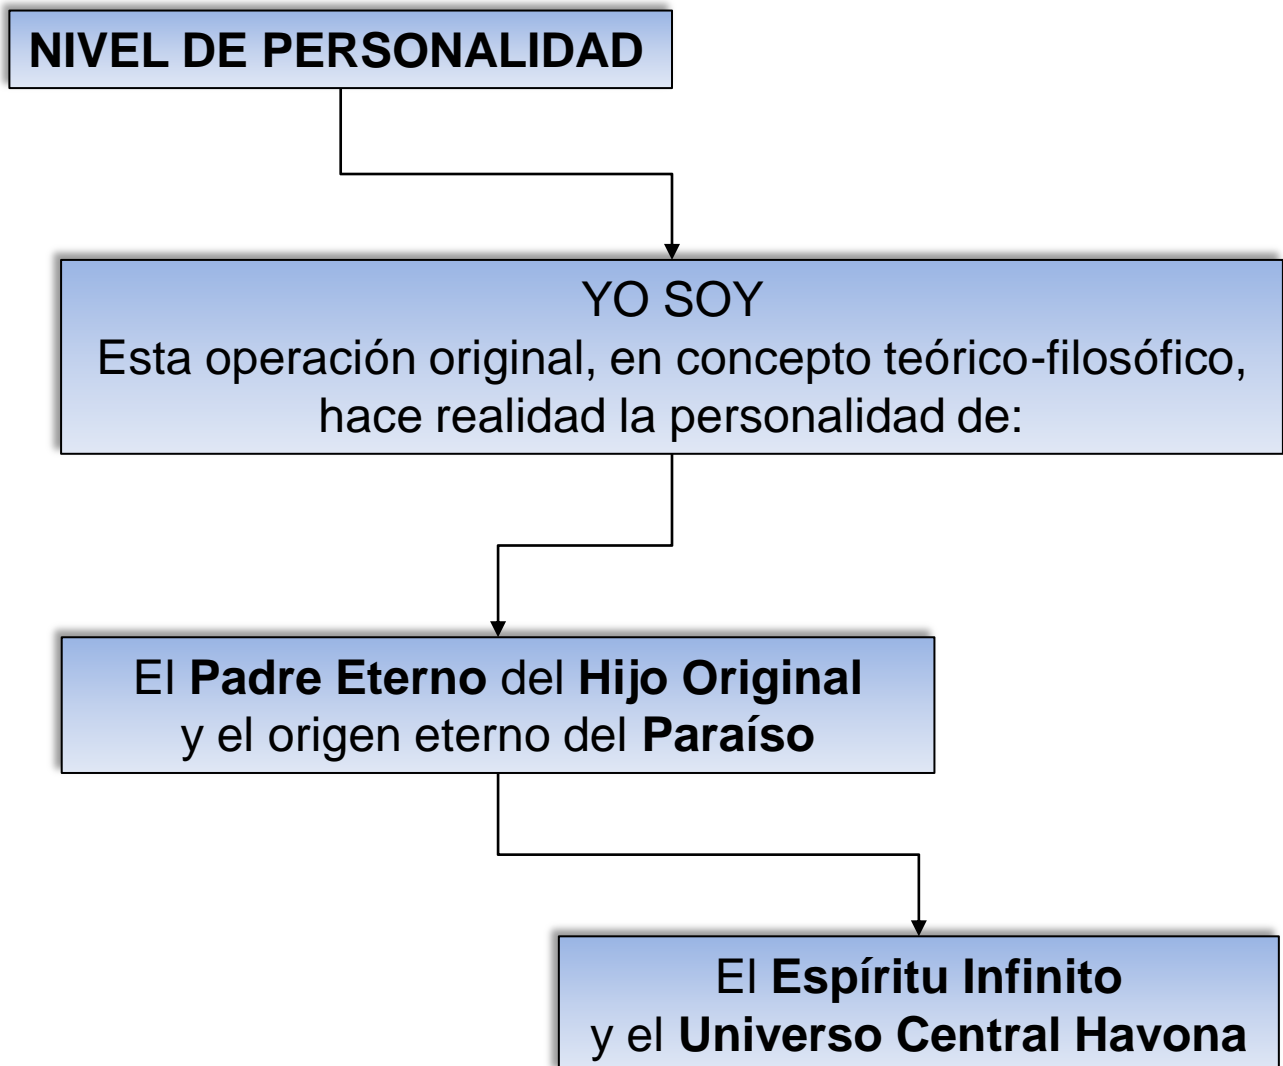 NIVEL DE PERSONALIDAD
YO SOY
Esta operación original, en concepto teórico-filosófico,
hace realidad la personalidad de:
El Padre Eterno del Hijo Original
y el origen eterno del Paraíso
El Espíritu Infinito
y el Universo Central Havona